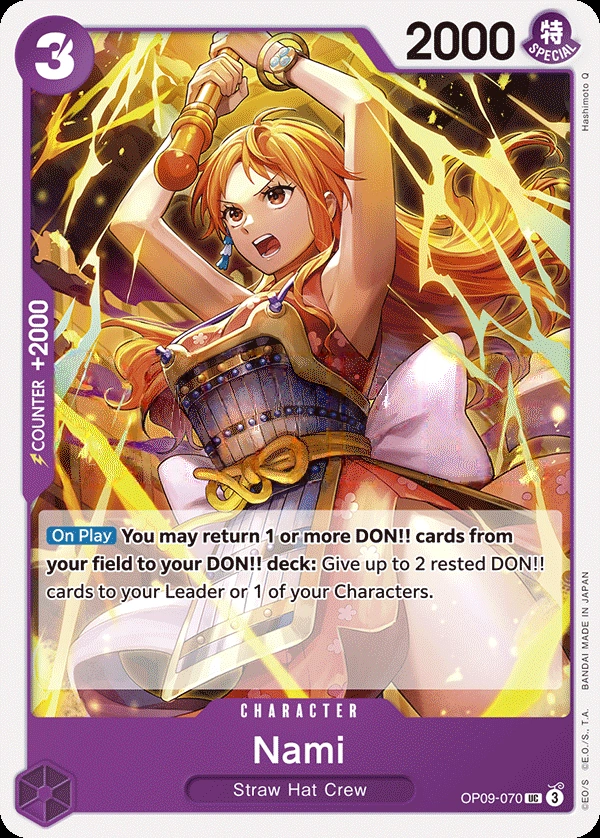 3
2000
特
SPECIAL
Hashimoto Q
COUNTER +2000
On Play You may return 1 or more DON!! cards from
your field to your DON!! deck: Give up to 2 rested DON!!
cards to your Leader or 1 of your Characters.
CHARACTER
Nami
Straw Hat Crew
OP09-070 UC 3
©EO/S ©E.O./S., T.A. BANDAI MADE IN JAPAN